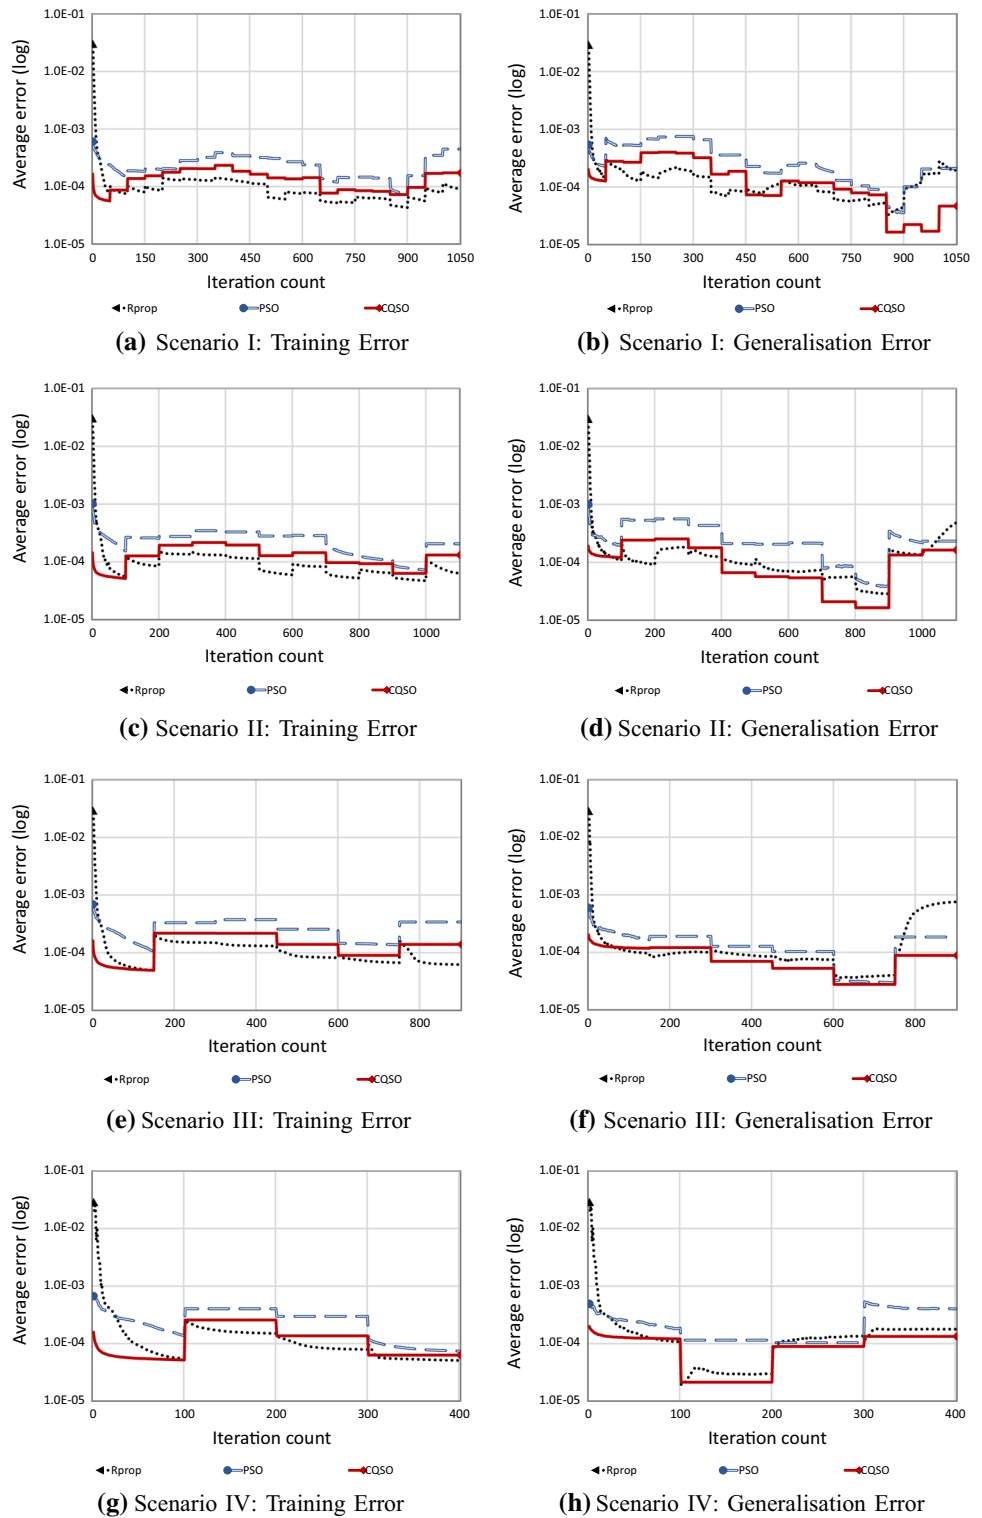 1.0E-01
1.0E-02
1.0E-03
1.0E-04
1.0E-05
Average error (log)
0 150 300 450 600 750 900 1050
Iteration count
Rprop PSO CQSO
(a) Scenario I: Training Error
1.0E-01
1.0E-02
1.0E-03
1.0E-04
1.0E-05
Average error (log)
0 150 300 450 600 750 900 1050
Iteration count
Rprop PSO CQSO
(b) Scenario I: Generalisation Error
1.0E-01
1.0E-02
1.0E-03
1.0E-04
1.0E-05
Average error (log)
0 200 400 600 800 1000
Iteration count
Rprop PSO CQSO
(c) Scenario II: Training Error
1.0E-01
1.0E-02
1.0E-03
1.0E-04
1.0E-05
Average error (log)
0 200 400 600 800 1000
Iteration count
Rprop PSO CQSO
(d) Scenario II: Generalisation Error
1.0E-01
1.0E-02
1.0E-03
1.0E-04
1.0E-05
Average error (log)
0 200 400 600 800
Iteration count
Rprop PSO CQSO
(e) Scenario III: Training Error
1.0E-01
1.0E-02
1.0E-03
1.0E-04
1.0E-05
Average error (log)
0 200 400 600 800
Iteration count
Rprop PSO CQSO
(f) Scenario III: Generalisation Error
1.0E-01
1.0E-02
1.0E-03
1.0E-04
1.0E-05
Average error (log)
0 100 200 300 400
Iteration count
Rprop PSO CQSO
(g) Scenario IV: Training Error
1.0E-01
1.0E-02
1.0E-03
1.0E-04
1.0E-05
Average error (log)
0 100 200 300 400
Iteration count
Rprop PSO CQSO
(h) Scenario IV: Generalisation Error